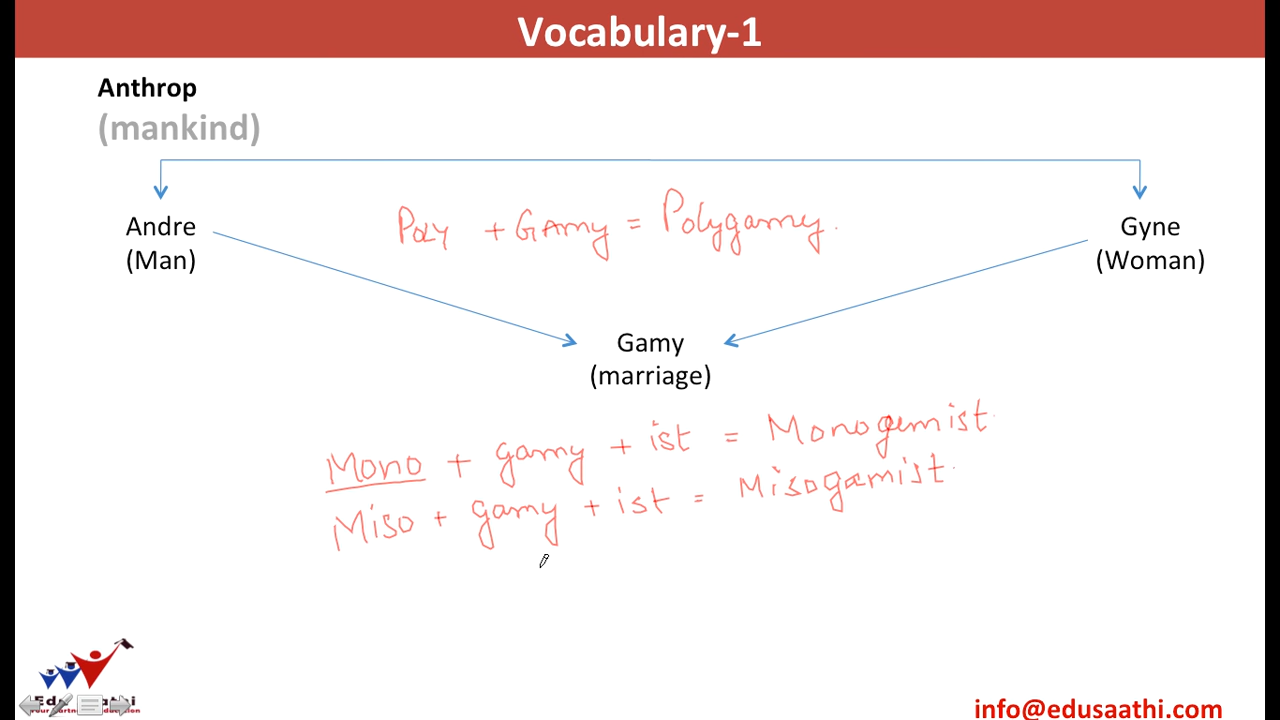 Vocabulary-1
Anthrop
(mankind)
Andre
(Man)
Poly + Gamy = Polygamy.
Gyne
(Woman)
Gamy
(marriage)
Mono + gamy + ist = Monogemist.
Miso + gamy + ist = Misogamist.
info@edusaathi.com